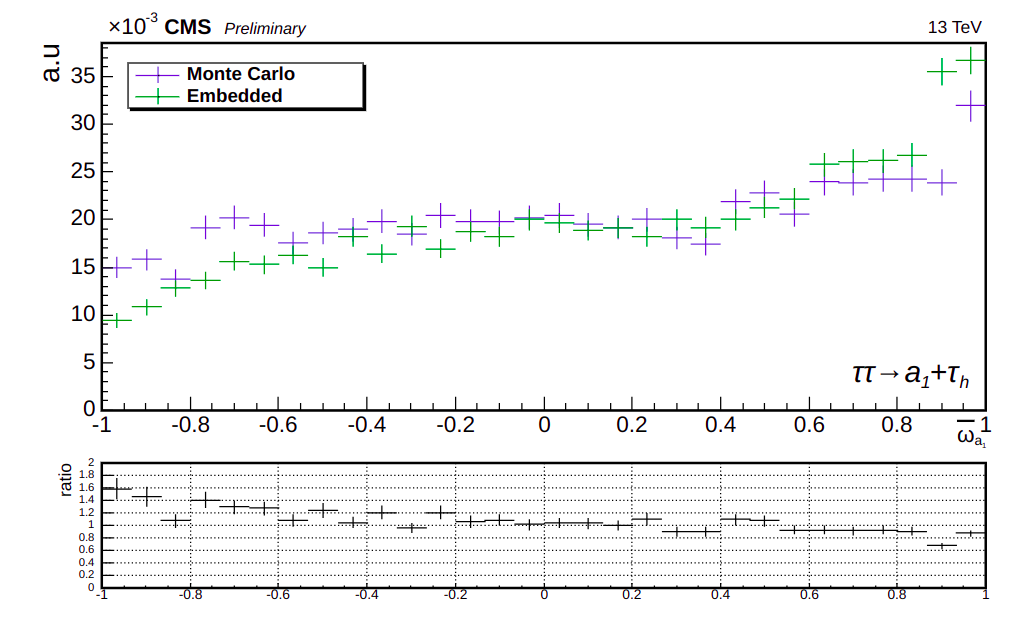 ×10⁻³ CMS Preliminary 13 TeV
a.u
Monte Carlo
Embedded
35
30
25
20
15
10
5
0
ττ→a₁+τₕ
-1 -0.8 -0.6 -0.4 -0.2 0 0.2 0.4 0.6 0.8 1
ω̅a₁
ratio
2
1.8
1.6
1.4
1.2
1
0.8
0.6
0.4
0.2
0
-1 -0.8 -0.6 -0.4 -0.2 0 0.2 0.4 0.6 0.8 1